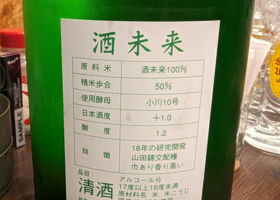 酒未来
原料米 酒未来100%
精米歩合 50%
使用酵母 小川10号
日本酒度 +1.0
酸度 1.2
特徴 18年の研究開発
山田錦交配種
巾あり香り高い
品目 清酒
アルコール分
17度以上18度未満
原材料名 米、米こうじ